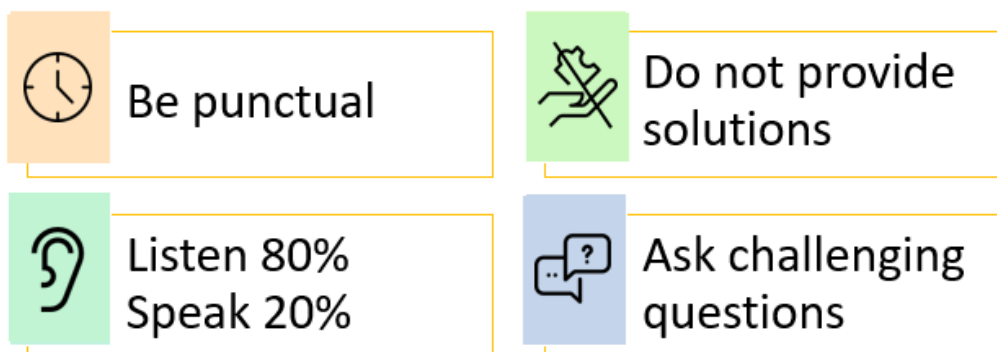 Be punctual
Do not provide
solutions
Listen 80%
Speak 20%
?
Ask challenging
questions